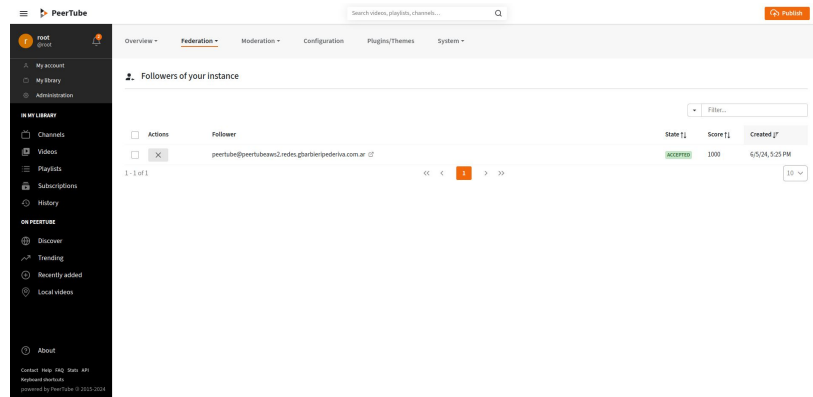 PeerTube
Search videos, playlists, channels...
Publish
root
@root
Overview
Federation
Moderation
Configuration
Plugins/Themes
System
My account
My library
Administration
Followers of your instance
IN MY LIBRARY
Filter...
Channels
Actions Follower State Score Created
Videos
peertube@peertubeaws2.redes.gbarbieripederiva.com.ar ACCEPTED 1000 6/5/24, 5:25 PM
Playlists
1 - 1 of 1 1 10
Subscriptions
History
ON PEERTUBE
Discover
Trending
Recently added
Local videos
About
Contact Help FAQ Stats API
Keyboard shortcuts
powered by PeerTube © 2015-2024